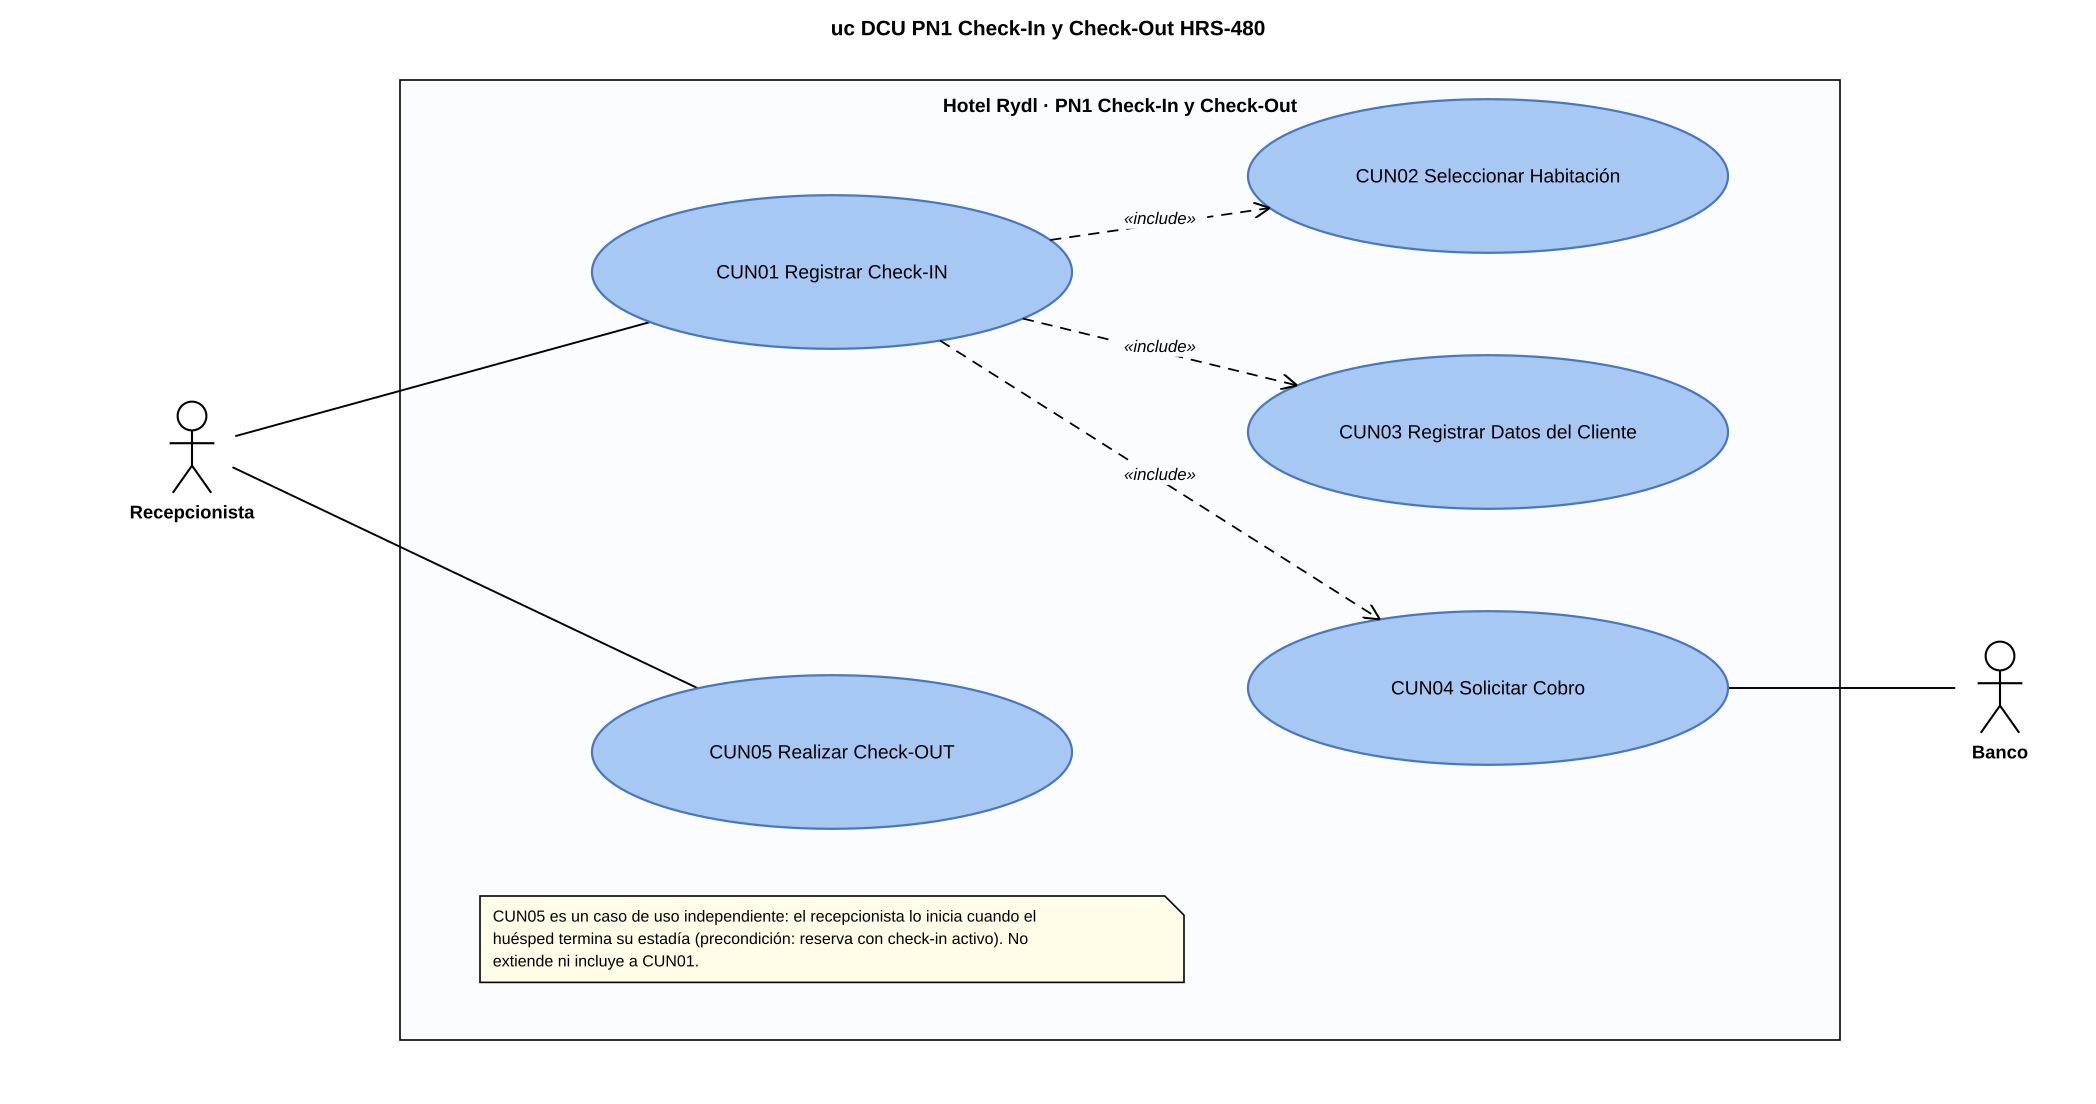 uc DCU PN1 Check-In y Check-Out HRS-480
Hotel Rydl · PN1 Check-In y Check-Out
CUN02 Seleccionar Habitación
«include»
CUN01 Registrar Check-IN
«include»
CUN03 Registrar Datos del Cliente
«include»
Recepcionista
CUN04 Solicitar Cobro
CUN05 Realizar Check-OUT
Banco
CUN05 es un caso de uso independiente: el recepcionista lo inicia cuando el
huésped termina su estadía (precondición: reserva con check-in activo). No
extiende ni incluye a CUN01.